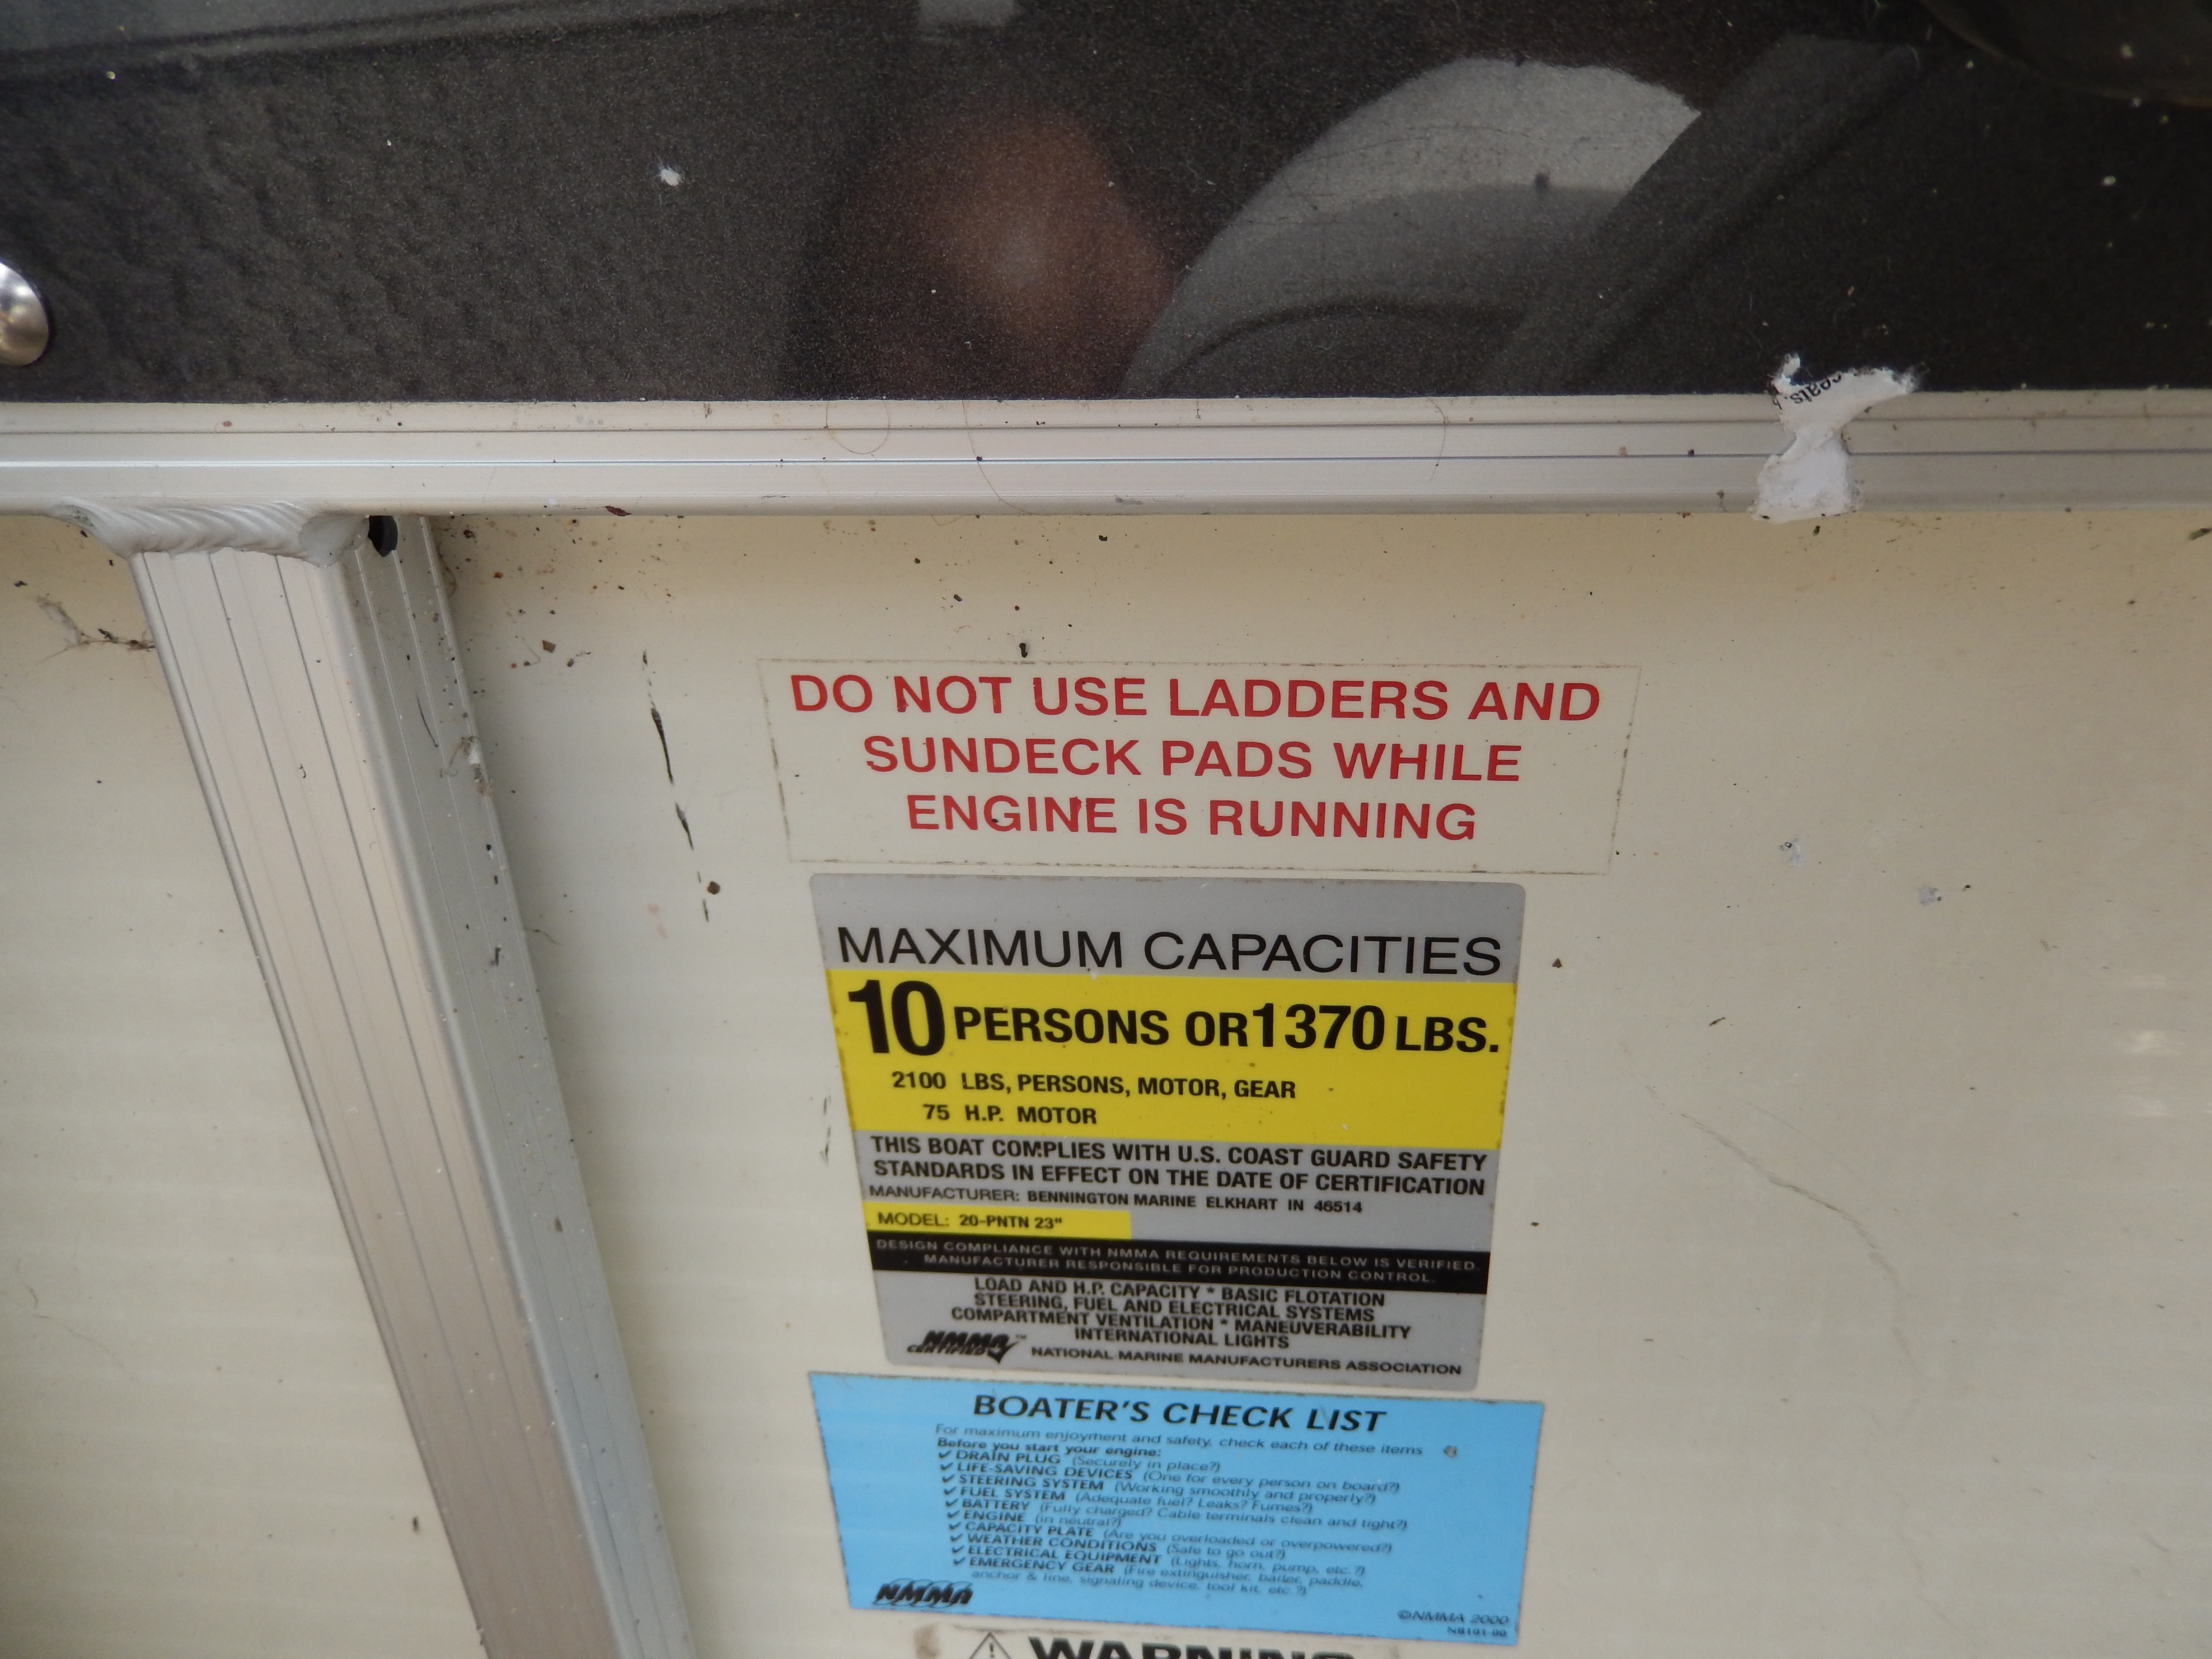 seats.
DO NOT USE LADDERS AND
SUNDECK PADS WHILE
ENGINE IS RUNNING
MAXIMUM CAPACITIES
10 PERSONS OR 1370 LBS.
2100 LBS, PERSONS, MOTOR, GEAR
75 H.P. MOTOR
THIS BOAT COMPLIES WITH U.S. COAST GUARD SAFETY
STANDARDS IN EFFECT ON THE DATE OF CERTIFICATION
MANUFACTURER: BENNINGTON MARINE ELKHART IN 46514
MODEL: 20-PNTN 23"
DESIGN COMPLIANCE WITH NMMA REQUIREMENTS BELOW IS VERIFIED.
MANUFACTURER RESPONSIBLE FOR PRODUCTION CONTROL.
LOAD AND H.P. CAPACITY * BASIC FLOTATION
STEERING, FUEL AND ELECTRICAL SYSTEMS
COMPARTMENT VENTILATION * MANEUVERABILITY
INTERNATIONAL LIGHTS
NMMA™
CERTIFIED
NATIONAL MARINE MANUFACTURERS ASSOCIATION
BOATER'S CHECK LIST
For maximum enjoyment and safety, check each of these items
Before you start your engine:
✓ DRAIN PLUG (Securely in place?)
✓ LIFE-SAVING DEVICES (One for every person on board?)
✓ STEERING SYSTEM (Working smoothly and properly?)
✓ FUEL SYSTEM (Adequate fuel? Leaks? Fumes?)
✓ BATTERY (Fully charged? Cable terminals clean and tight?)
✓ ENGINE (in neutral?)
✓ CAPACITY PLATE (Are you overloaded or overpowered?)
✓ WEATHER CONDITIONS (Safe to go out?)
✓ ELECTRICAL EQUIPMENT (Lights, horn, pump, etc.?)
✓ EMERGENCY GEAR (Fire extinguisher, bailer, paddle,
anchor & line, signaling device, tool kit, etc.?)
NMMA
©NMMA 2000
NB101-00
WARNING